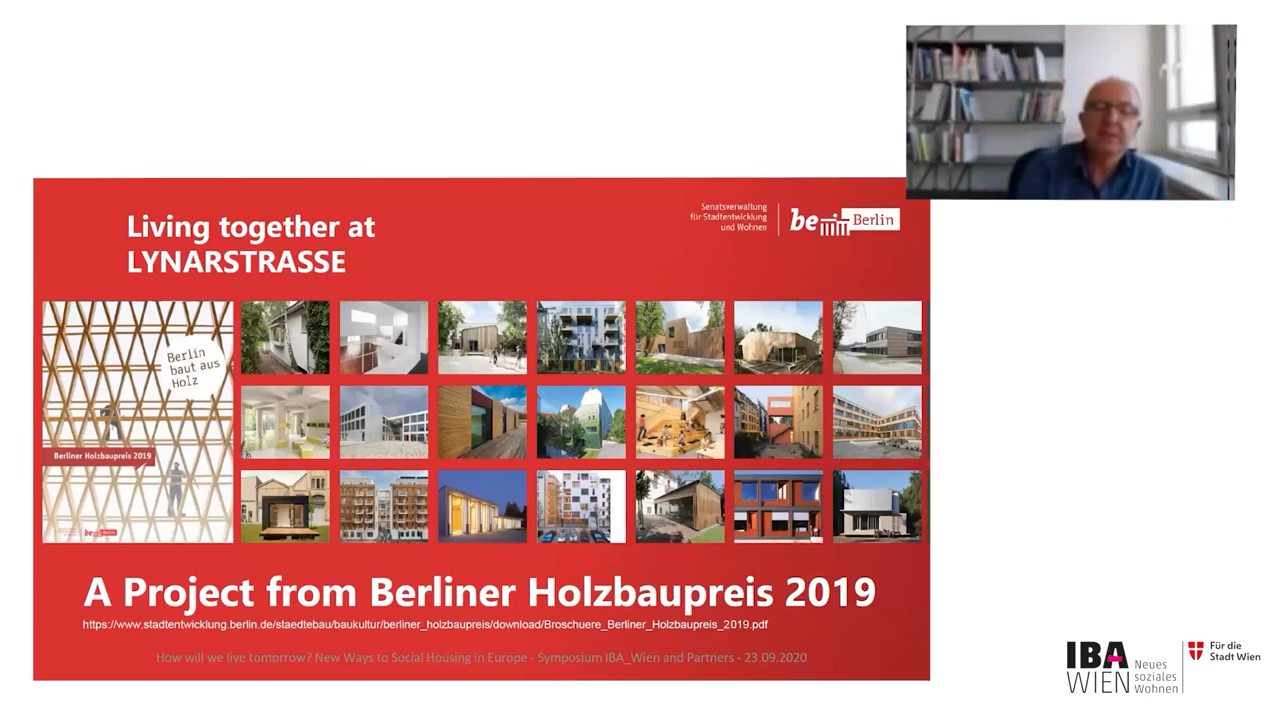 Living together at
LYNARSTRASSE
Senatsverwaltung
für Stadtentwicklung
und Wohnen
be Berlin
Berlin
baut aus
Holz
Berliner Holzbaupreis 2019
be Berlin
A Project from Berliner Holzbaupreis 2019
https://www.stadtentwicklung.berlin.de/staedtebau/baukultur/berliner_holzbaupreis/download/Broschuere_Berliner_Holzbaupreis_2019.pdf
How will we live tomorrow? New Ways to Social Housing in Europe - Symposium IBA_Wien and Partners - 23.09.2020
IBA
WIEN
Neues
soziales
Wohnen
Für die
Stadt Wien